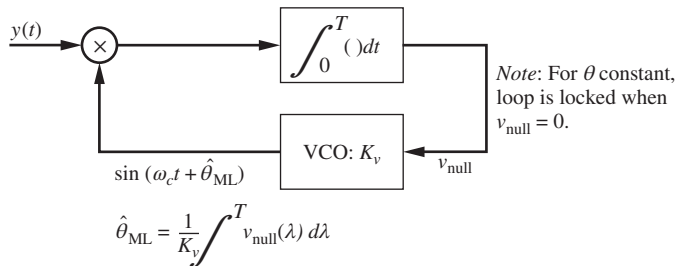 y(t)
×
∫₀ᵀ ( )dt
Note: For θ constant,
loop is locked when
v_null = 0.
VCO: K_v
v_null
sin (ω_c t + θ̂_ML)
θ̂_ML = 1/K_v ∫ᵀ v_null(λ) dλ